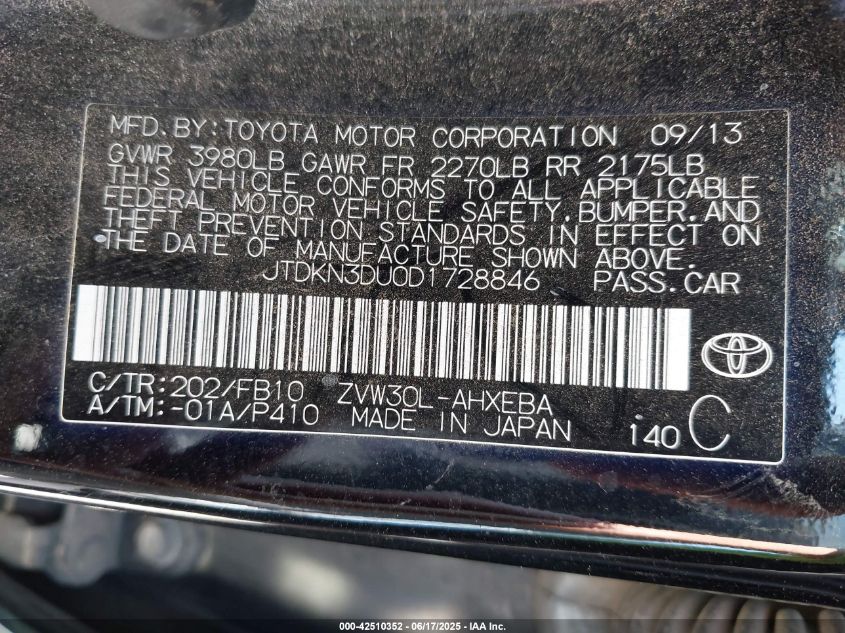 MFD. BY: TOYOTA MOTOR CORPORATION 09/13
GVWR 3980LB GAWR FR 2270LB RR 2175LB
THIS VEHICLE CONFORMS TO ALL APPLICABLE
FEDERAL MOTOR VEHICLE SAFETY, BUMPER, AND
THEFT PREVENTION STANDARDS IN EFFECT ON
THE DATE OF MANUFACTURE SHOWN ABOVE.
JTDKN3DU0D1728846 PASS. CAR
C/TR: 202/FB10 ZVW30L-AHXEBA
A/TM: -01A/P410 MADE IN JAPAN 140 C
000-42510352 - 06/17/2025 - IAA Inc.